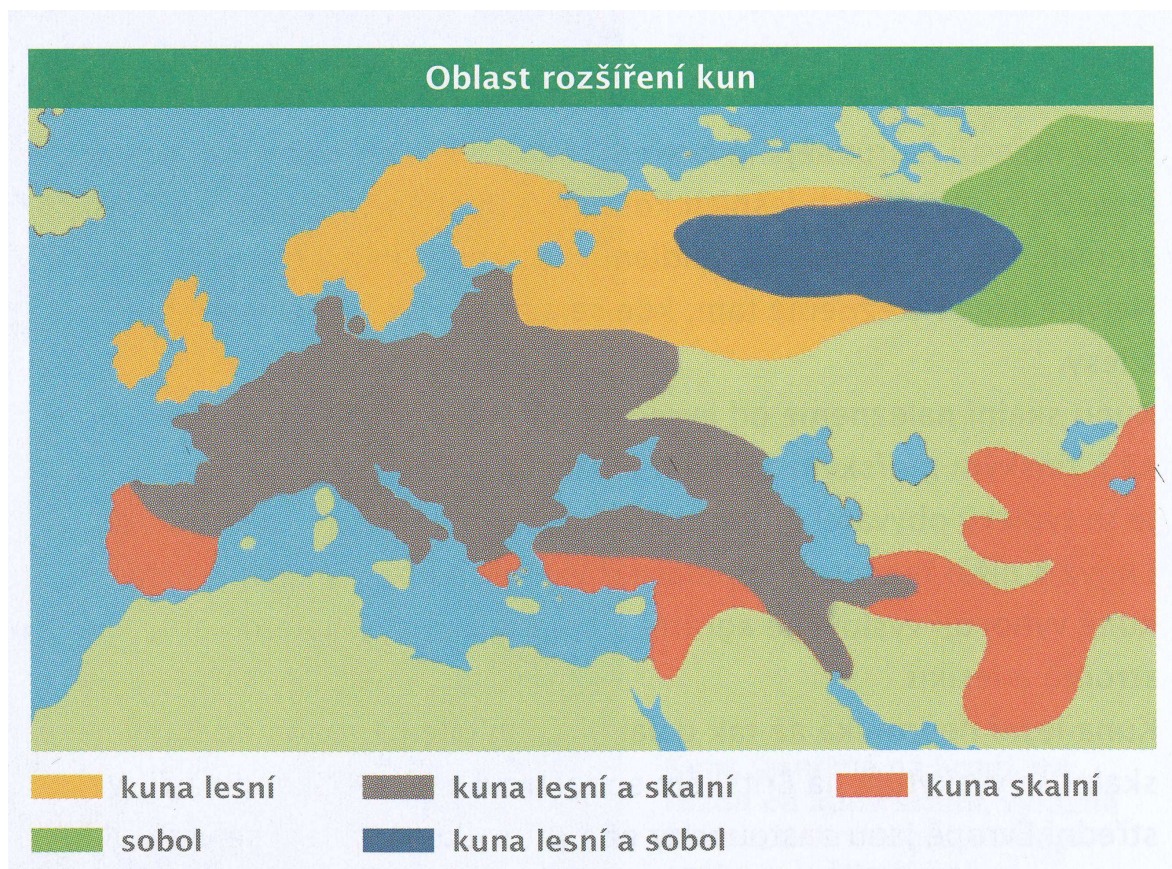 Oblast rozšíření kun
kuna lesní
kuna lesní a skalní
kuna skalní
sobol
kuna lesní a sobol